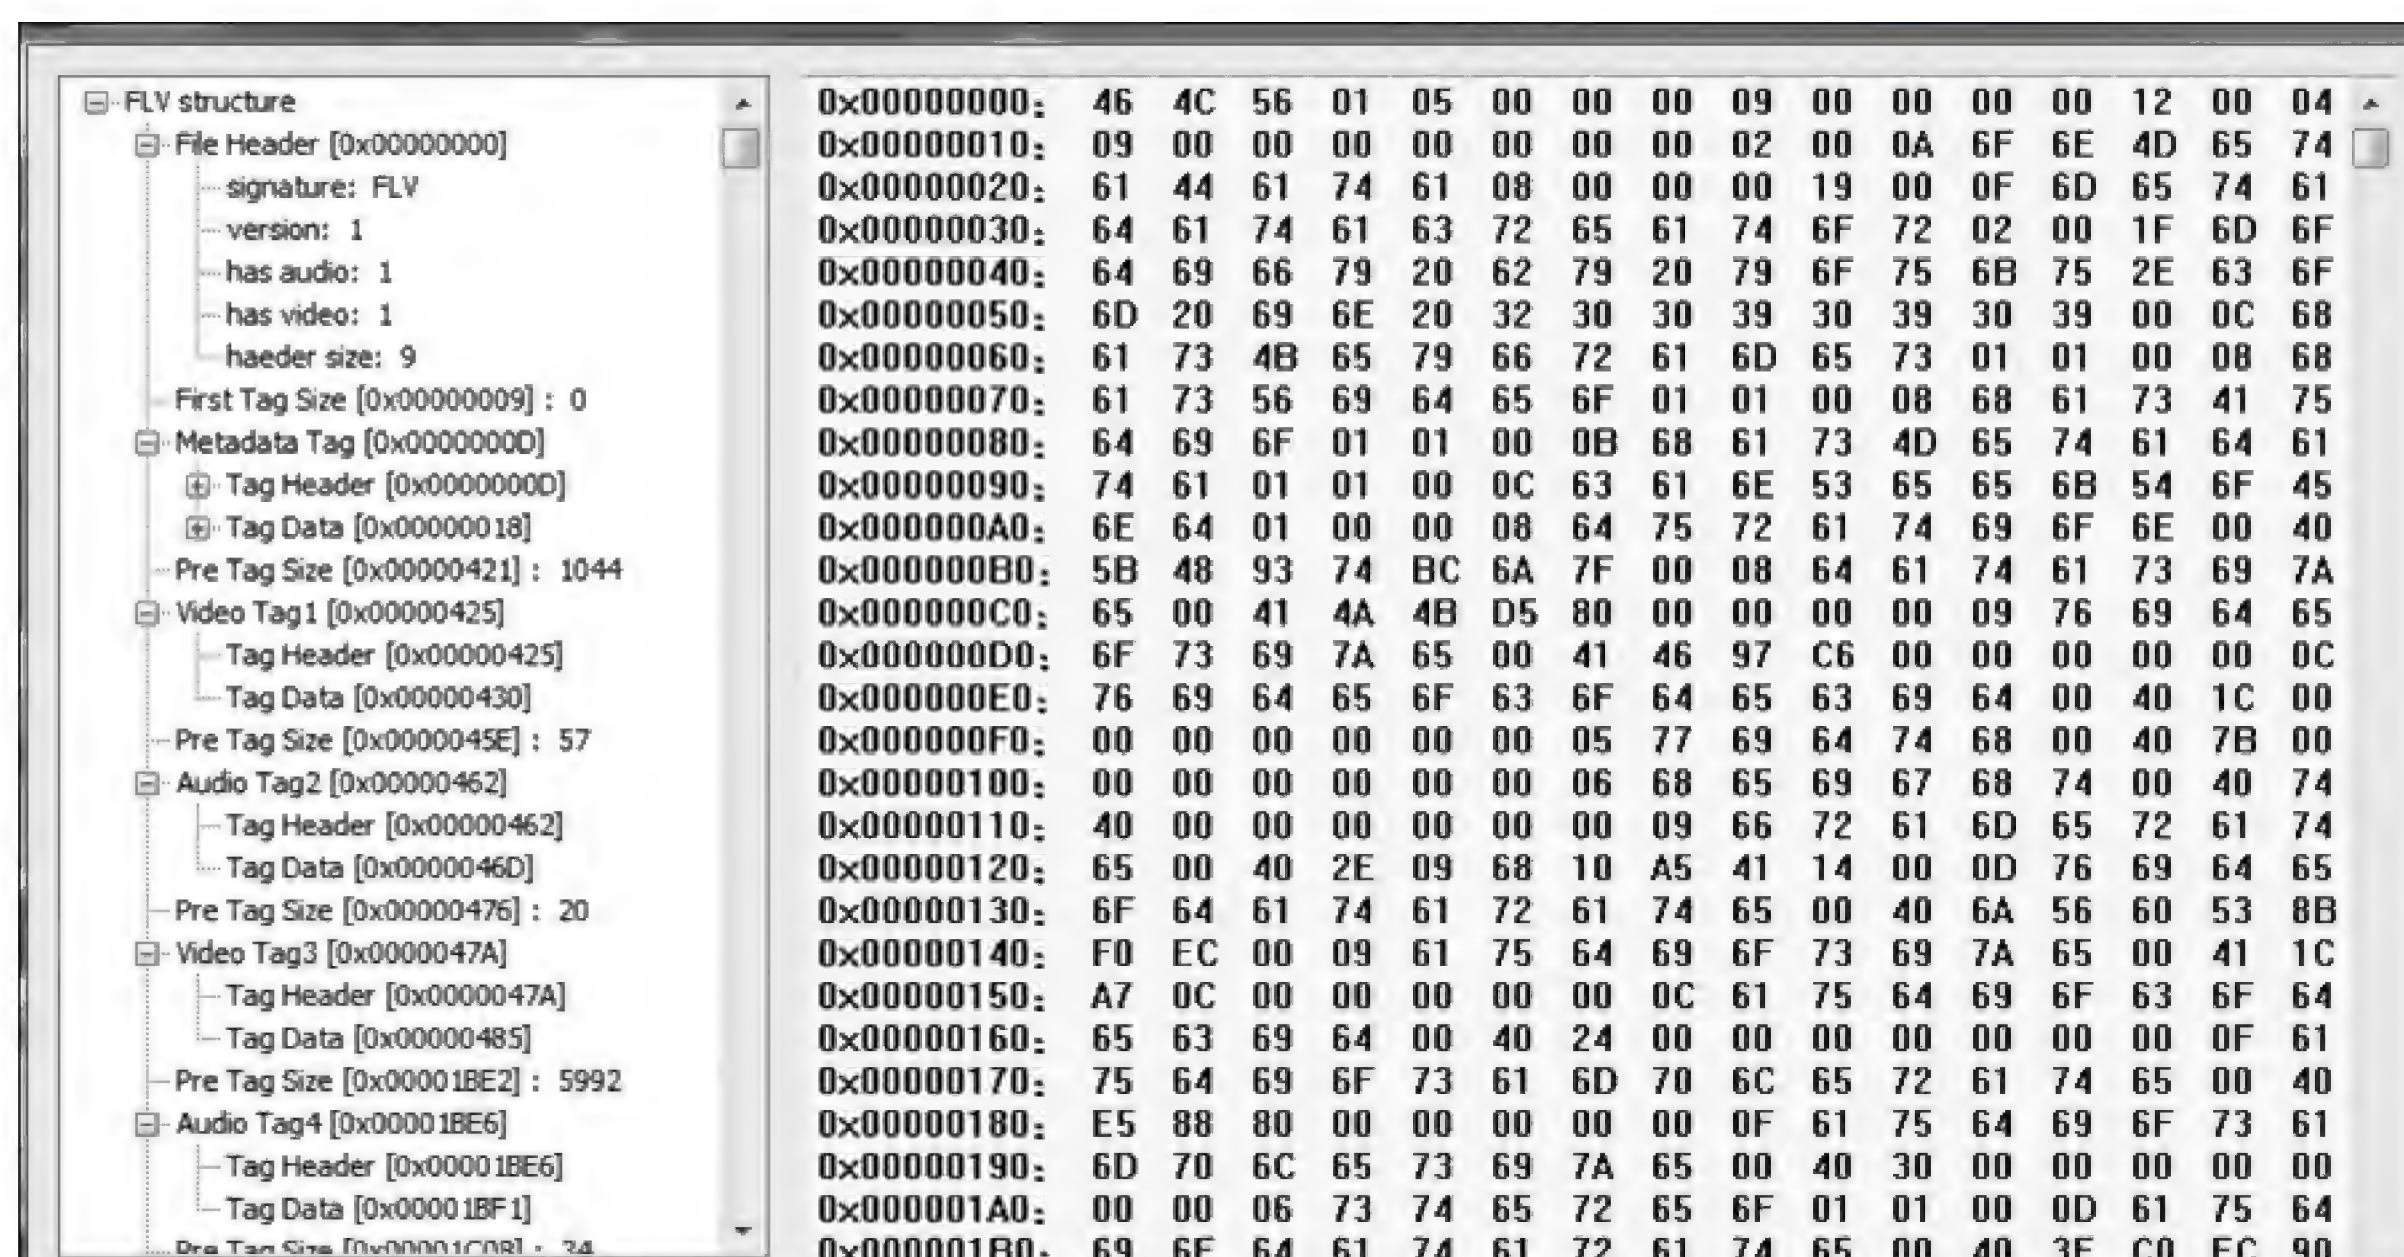 FLV structure
File Header [0x00000000]
signature: FLV
version: 1
has audio: 1
has video: 1
haeder size: 9
First Tag Size [0x00000009] : 0
Metadata Tag [0x0000000D]
Tag Header [0x0000000D]
Tag Data [0x00000018]
Pre Tag Size [0x00000421] : 1044
Video Tag1 [0x00000425]
Tag Header [0x00000425]
Tag Data [0x00000430]
Pre Tag Size [0x0000045E] : 57
Audio Tag2 [0x00000462]
Tag Header [0x00000462]
Tag Data [0x0000046D]
Pre Tag Size [0x00000476] : 20
Video Tag3 [0x0000047A]
Tag Header [0x0000047A]
Tag Data [0x00000485]
Pre Tag Size [0x00001BE2] : 5992
Audio Tag4 [0x00001BE6]
Tag Header [0x00001BE6]
Tag Data [0x00001BF1]
Pre Tag Size [0x00001C08] : 34
0x00000000: 46 4C 56 01 05 00 00 00 09 00 00 00 00 12 00 04
0x00000010: 09 00 00 00 00 00 00 00 02 00 0A 6F 6E 4D 65 74
0x00000020: 61 44 61 74 61 08 00 00 00 19 00 0F 6D 65 74 61
0x00000030: 64 61 74 61 63 72 65 61 74 6F 72 02 00 1F 6D 6F
0x00000040: 64 69 66 79 20 62 79 20 79 6F 75 6B 75 2E 63 6F
0x00000050: 6D 20 69 6E 20 32 30 30 39 30 39 30 39 00 0C 68
0x00000060: 61 73 4B 65 79 66 72 61 6D 65 73 01 01 00 08 68
0x00000070: 61 73 56 69 64 65 6F 01 01 00 08 68 61 73 41 75
0x00000080: 64 69 6F 01 01 00 0B 68 61 73 4D 65 74 61 64 61
0x00000090: 74 61 01 01 00 0C 63 61 6E 53 65 65 6B 54 6F 45
0x000000A0: 6E 64 01 00 00 08 64 75 72 61 74 69 6F 6E 00 40
0x000000B0: 5B 48 93 74 BC 6A 7F 00 08 64 61 74 61 73 69 7A
0x000000C0: 65 00 41 4A 4B D5 80 00 00 00 00 09 76 69 64 65
0x000000D0: 6F 73 69 7A 65 00 41 46 97 C6 00 00 00 00 00 0C
0x000000E0: 76 69 64 65 6F 63 6F 64 65 63 69 64 00 40 1C 00
0x000000F0: 00 00 00 00 00 00 05 77 69 64 74 68 00 40 7B 00
0x00000100: 00 00 00 00 00 00 06 68 65 69 67 68 74 00 40 74
0x00000110: 40 00 00 00 00 00 00 09 66 72 61 6D 65 72 61 74
0x00000120: 65 00 40 2E 09 68 10 A5 41 14 00 0D 76 69 64 65
0x00000130: 6F 64 61 74 61 72 61 74 65 00 40 6A 56 60 53 8B
0x00000140: F0 EC 00 09 61 75 64 69 6F 73 69 7A 65 00 41 1C
0x00000150: A7 0C 00 00 00 00 00 0C 61 75 64 69 6F 63 6F 64
0x00000160: 65 63 69 64 00 40 24 00 00 00 00 00 00 00 0F 61
0x00000170: 75 64 69 6F 73 61 6D 70 6C 65 72 61 74 65 00 40
0x00000180: E5 88 80 00 00 00 00 00 0F 61 75 64 69 6F 73 61
0x00000190: 6D 70 6C 65 73 69 7A 65 00 40 30 00 00 00 00 00
0x000001A0: 00 00 06 73 74 65 72 65 6F 01 01 00 0D 61 75 64
0x000001B0: 69 6F 64 61 74 61 72 61 74 65 00 40 3E C0 EC 90